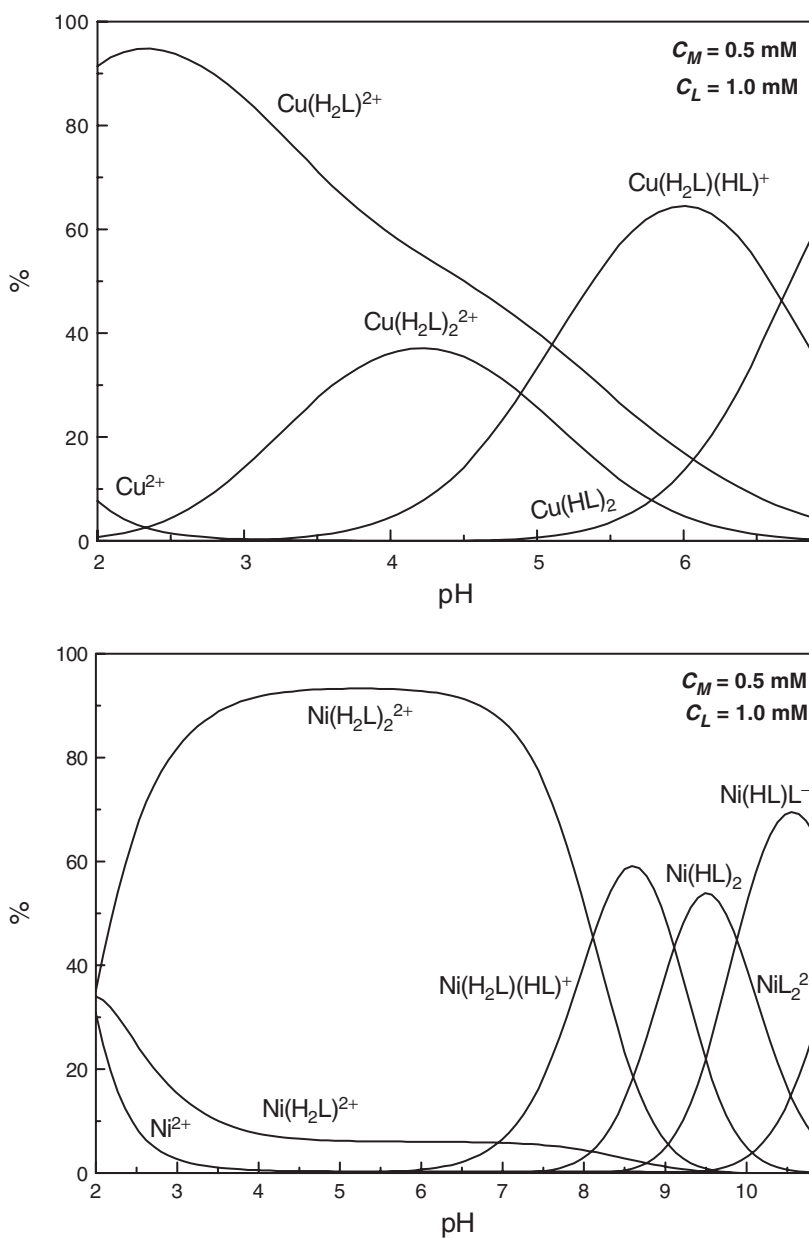 100
80
60
40
20
0
%
C_M = 0.5 mM
C_L = 1.0 mM
Cu(H₂L)²⁺
Cu(H₂L)(HL)⁺
Cu(H₂L)₂²⁺
Cu²⁺
Cu(HL)₂
2 3 4 5 6
pH
100
80
60
40
20
0
%
C_M = 0.5 mM
C_L = 1.0 mM
Ni(H₂L)₂²⁺
Ni(HL)L⁻
Ni(HL)₂
Ni(H₂L)(HL)⁺
NiL₂²
Ni(H₂L)²⁺
Ni²⁺
2 3 4 5 6 7 8 9 10
pH